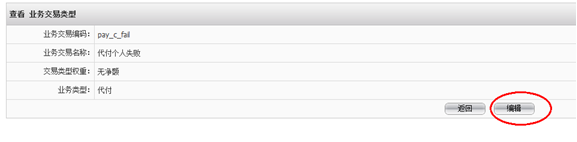 查看 业务交易类型
业务交易编码： pay_c_fail
业务交易名称： 代付个人失败
交易类型权重： 无净额
业务类型： 代付
返回 编辑